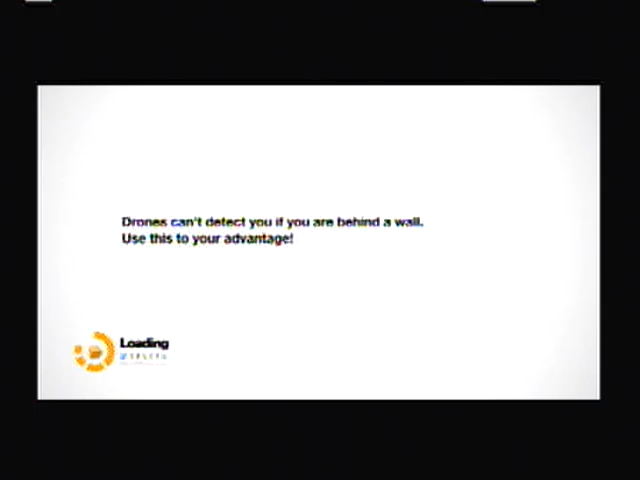 Drones can't detect you if you are behind a wall.
Use this to your advantage!
Loading